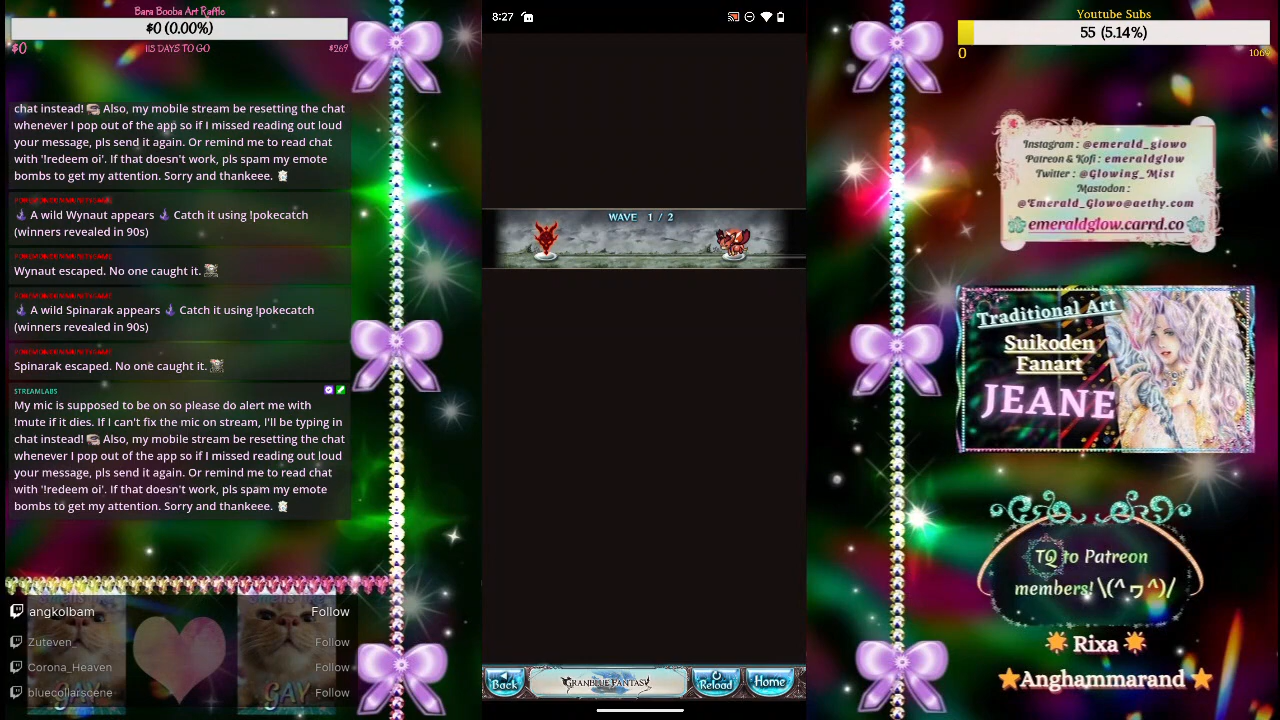 Bara Booba Art Raffle
$0 (0.00%)
$0
115 DAYS TO GO
$269
chat instead! Also, my mobile stream be resetting the chat
whenever I pop out of the app so if I missed reading out loud
your message, pls send it again. Or remind me to read chat
with '!redeem oi'. If that doesn't work, pls spam my emote
bombs to get my attention. Sorry and thankeee.
POKEMONCOMMUNITYGAME
A wild Wynaut appears Catch it using !pokecatch
(winners revealed in 90s)
POKEMONCOMMUNITYGAME
Wynaut escaped. No one caught it.
POKEMONCOMMUNITYGAME
A wild Spinarak appears Catch it using !pokecatch
(winners revealed in 90s)
POKEMONCOMMUNITYGAME
Spinarak escaped. No one caught it.
STREAMLABS
My mic is supposed to be on so please do alert me with
!mute if it dies. If I can't fix the mic on stream, I'll be typing in
chat instead! Also, my mobile stream be resetting the chat
whenever I pop out of the app so if I missed reading out loud
your message, pls send it again. Or remind me to read chat
with '!redeem oi'. If that doesn't work, pls spam my emote
bombs to get my attention. Sorry and thankeee.
angkolbam Follow
Zuteven_ Follow
Corona_Heaven Follow
bluecollarscene Follow
GAY
GAY
8:27
WAVE 1 / 2
Back
GRANBLUE FANTASY
Reload
Home
Youtube Subs
55 (5.14%)
0
1069
Instagram : @emerald_glowo
Patreon & Kofi : emeraldglow
Twitter : @Glowing_Mist
Mastodon :
@Emerald_Glowo@aethy.com
emeraldglow.carrd.co
Traditional Art
Suikoden
Fanart
JEANE
TQ to Patreon
members! \(^ ヮ^)/
Rixa
Anghammarand